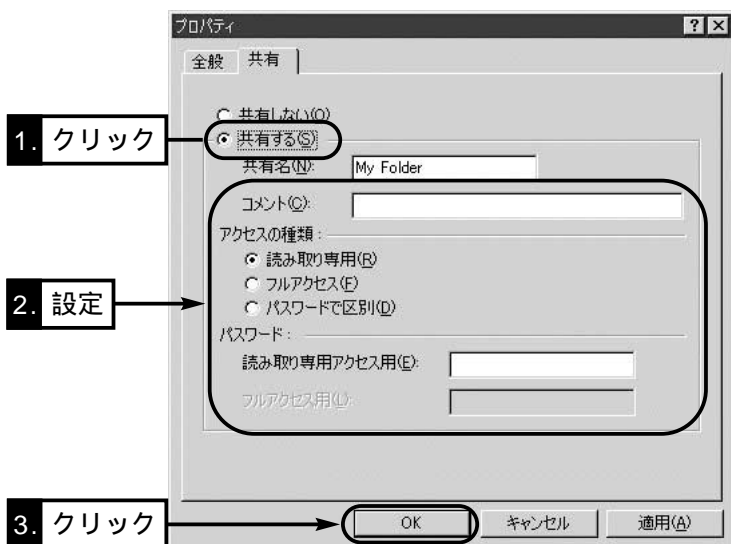 プロパティ
? ×
全般 共有
共有しない(O)
1. クリック
共有する(S)
共有名(N): My Folder
コメント(C):
アクセスの種類:
読み取り専用(R)
フルアクセス(F)
2. 設定
パスワードで区別(D)
パスワード:
読み取り専用アクセス用(E):
フルアクセス用(L):
3. クリック
OK キャンセル 適用(A)